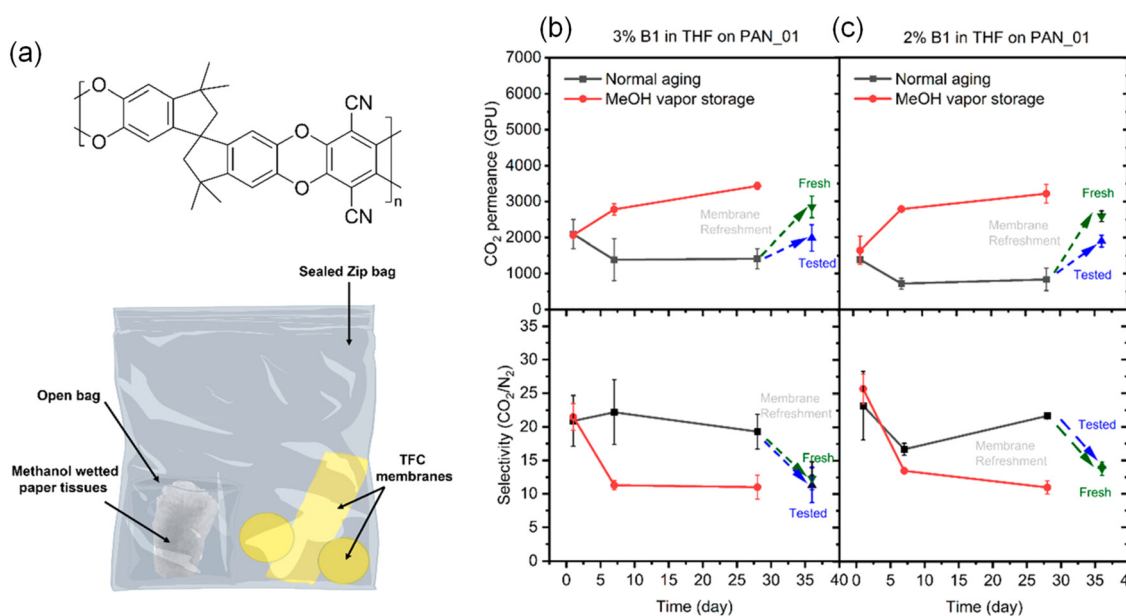 (a)
O
O
O
O
CN
CN
n
Sealed Zip bag
Open bag
Methanol wetted
paper tissues
TFC
membranes
(b)
3% B1 in THF on PAN_01
CO2 permeance (GPU)
7000
6000
5000
4000
3000
2000
1000
0
Normal aging
MeOH vapor storage
Membrane
Refreshment
Fresh
Tested
Selectivity (CO2/N2)
35
30
25
20
15
10
5
0
Membrane
Refreshment
Fresh
Tested
0 5 10 15 20 25 30 35 40
Time (day)
(c)
2% B1 in THF on PAN_01
Normal aging
MeOH vapor storage
Membrane
Refreshment
Fresh
Tested
Membrane
Refreshment
Tested
Fresh
0 5 10 15 20 25 30 35 4
Time (day)